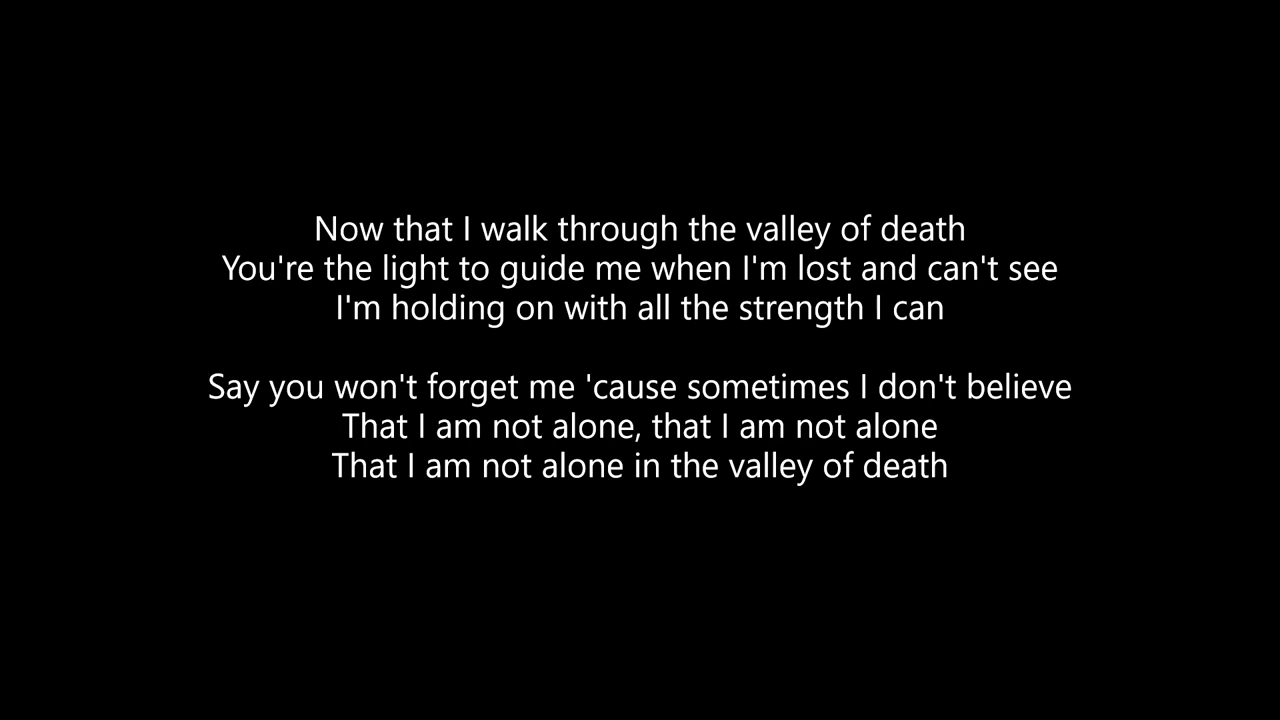 Now that I walk through the valley of death
You're the light to guide me when I'm lost and can't see
I'm holding on with all the strength I can
Say you won't forget me 'cause sometimes I don't believe
That I am not alone, that I am not alone
That I am not alone in the valley of death